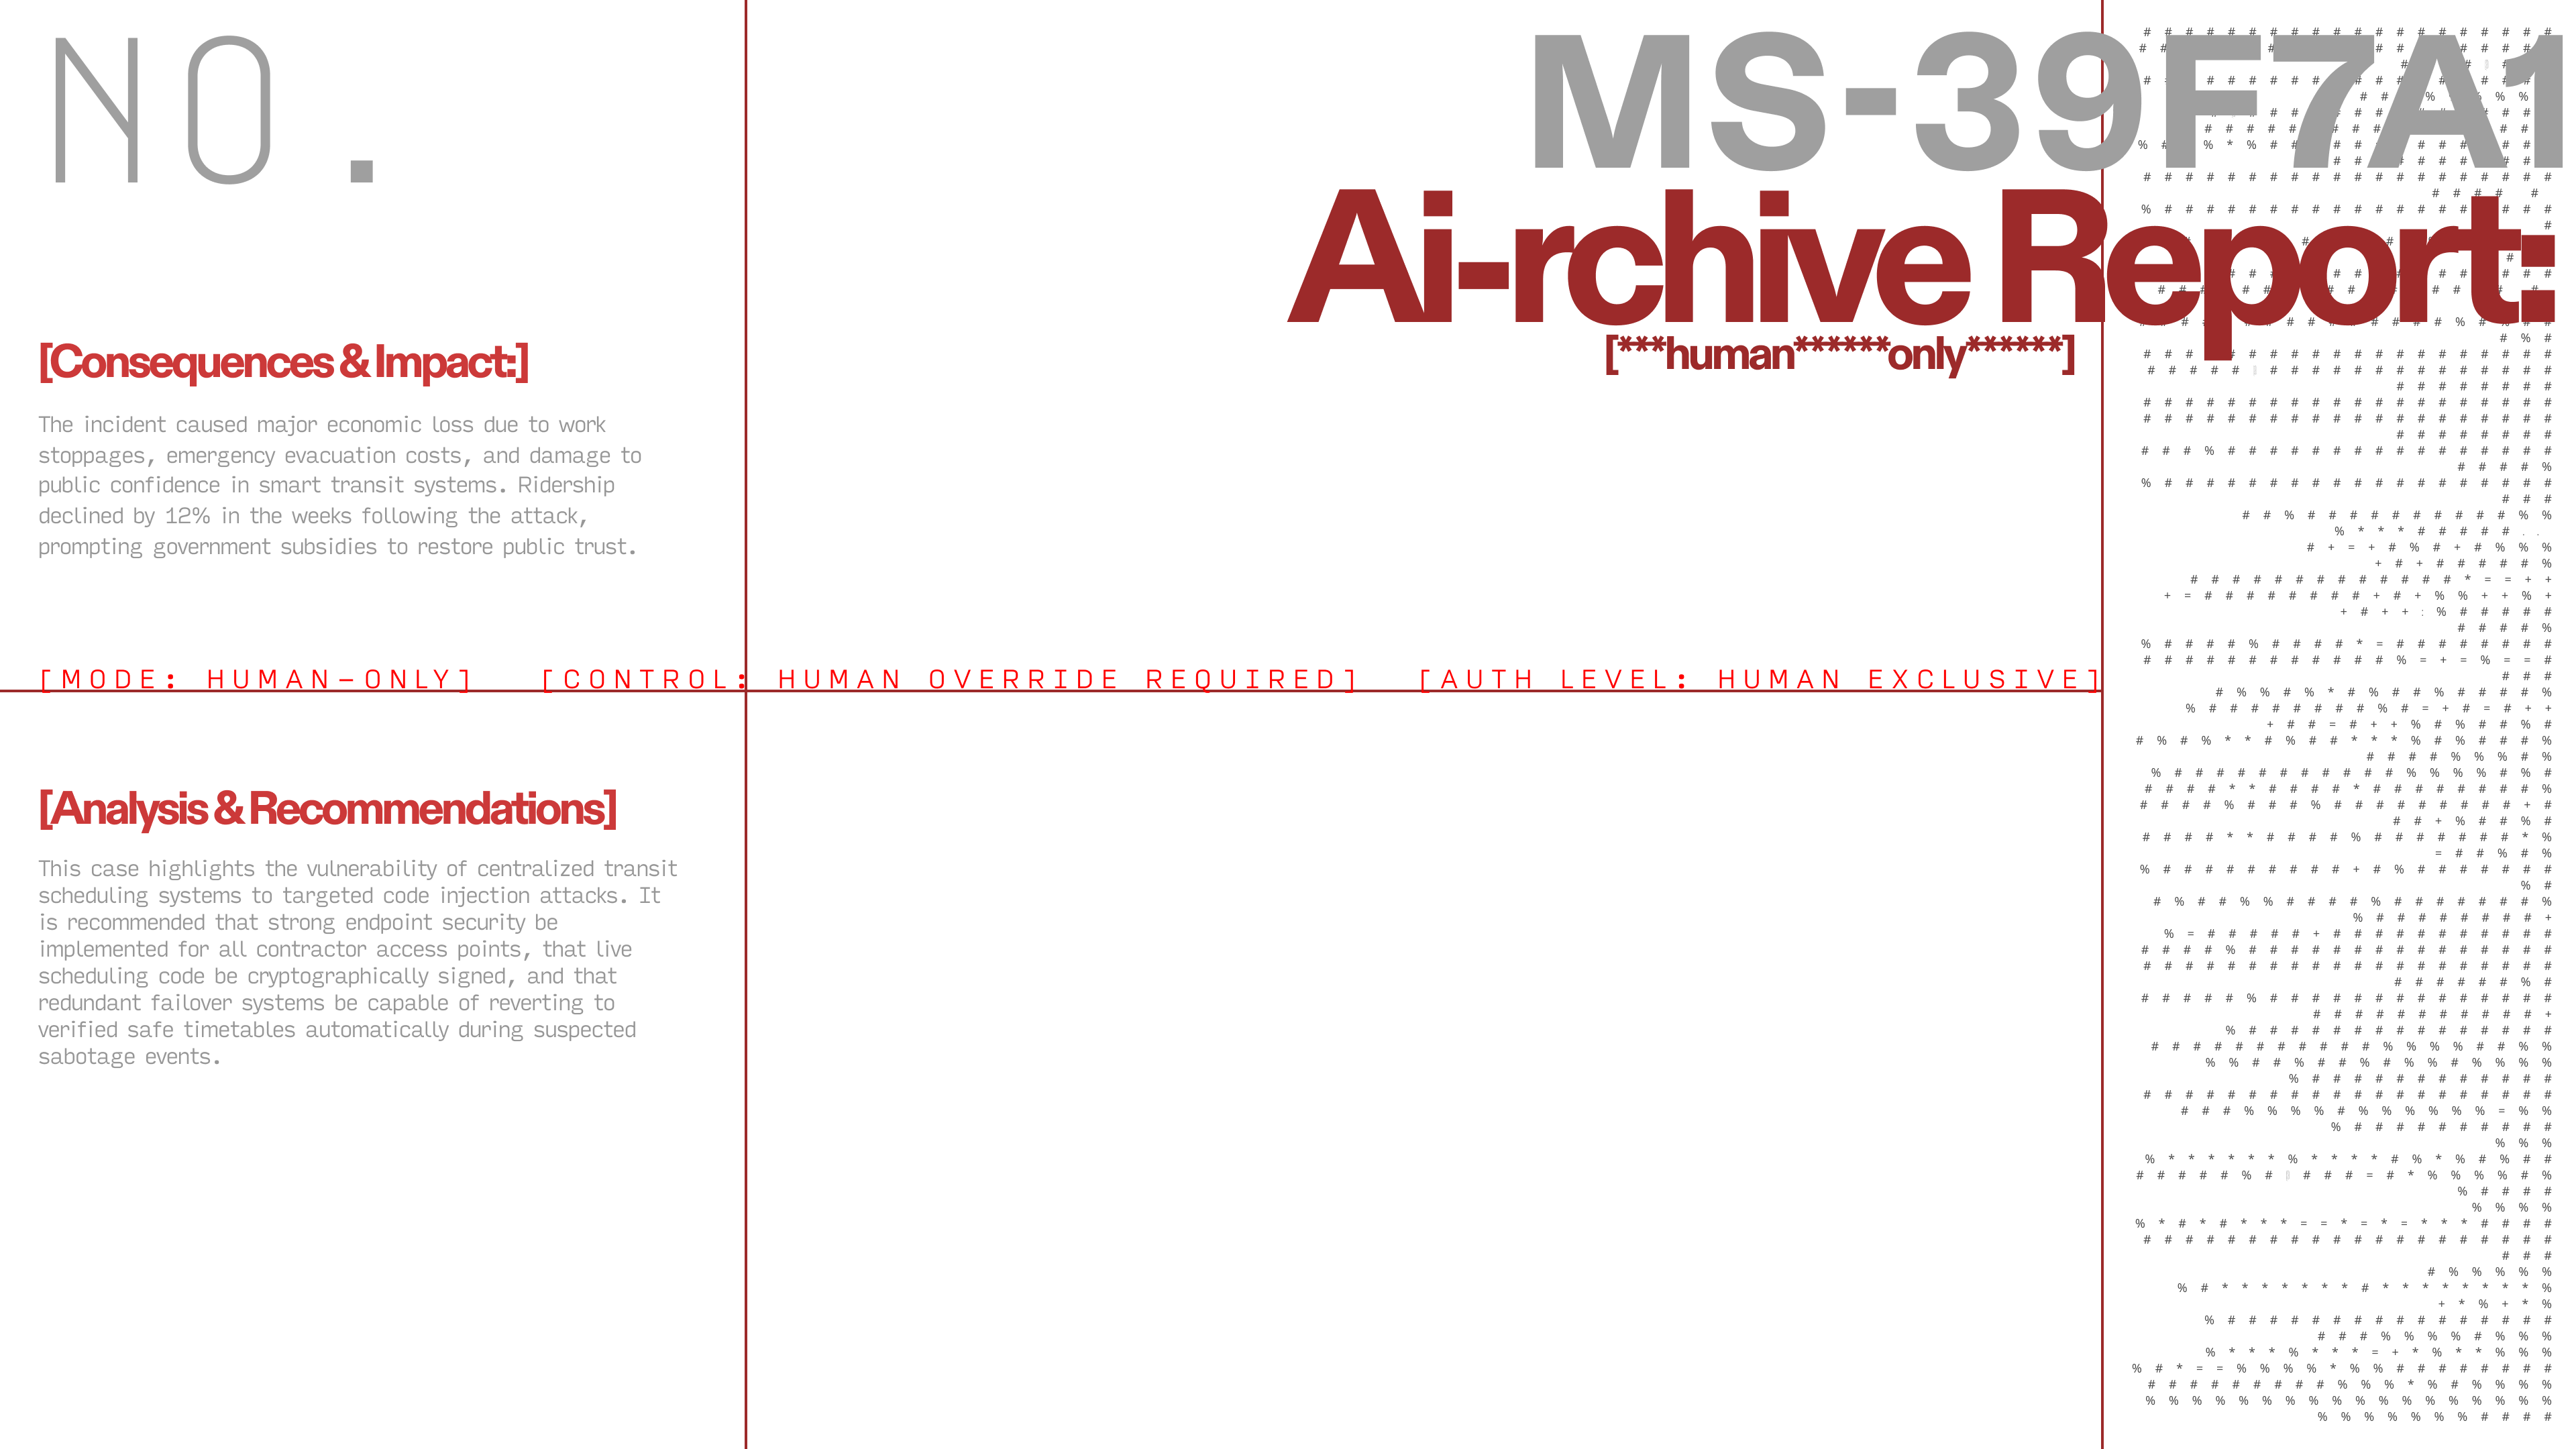 NO.
MS-39F7A1
Ai-rchive Report:
[***human******only******]
[Consequences & Impact:]
The incident caused major economic loss due to work
stoppages, emergency evacuation costs, and damage to
public confidence in smart transit systems. Ridership
declined by 12% in the weeks following the attack,
prompting government subsidies to restore public trust.
[MODE: HUMAN-ONLY] [CONTROL: HUMAN OVERRIDE REQUIRED] [AUTH LEVEL: HUMAN EXCLUSIVE]
[Analysis & Recommendations]
This case highlights the vulnerability of centralized transit
scheduling systems to targeted code injection attacks. It
is recommended that strong endpoint security be
implemented for all contractor access points, that live
scheduling code be cryptographically signed, and that
redundant failover systems be capable of reverting to
verified safe timetables automatically during suspected
sabotage events.